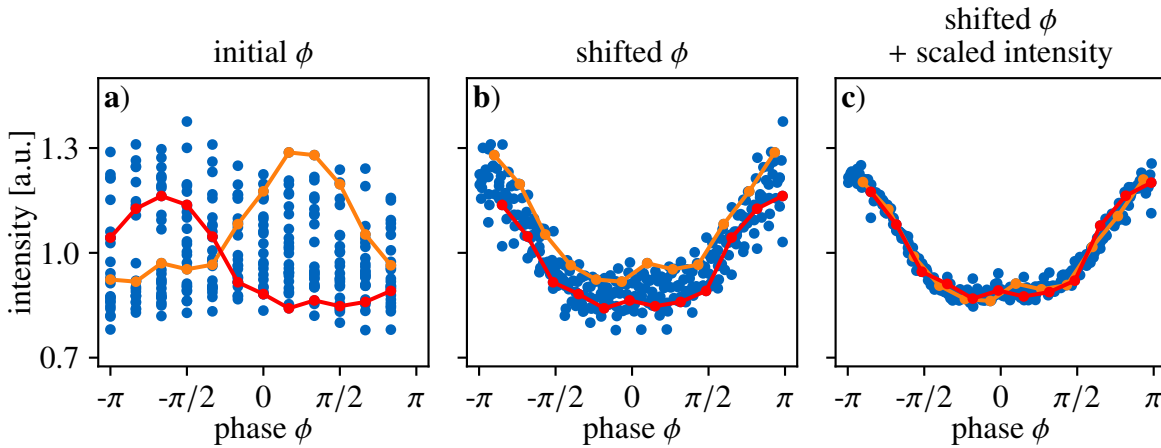 initial ϕ
shifted ϕ
shifted ϕ
+ scaled intensity
a)
b)
c)
intensity [a.u.]
1.3
1.0
0.7
-π -π/2 0 π/2 π
-π -π/2 0 π/2 π
-π -π/2 0 π/2 π
phase ϕ
phase ϕ
phase ϕ